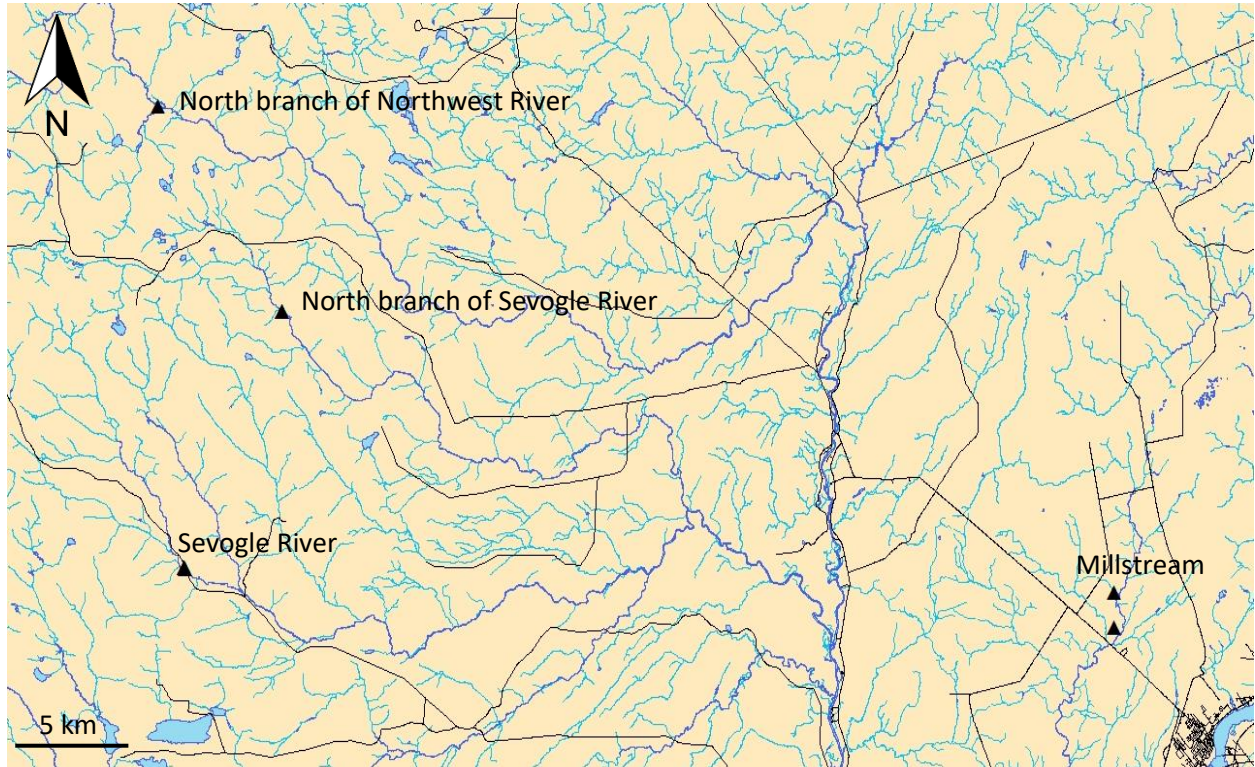 N
North branch of Northwest River
North branch of Sevogle River
Sevogle River
Millstream
5 km